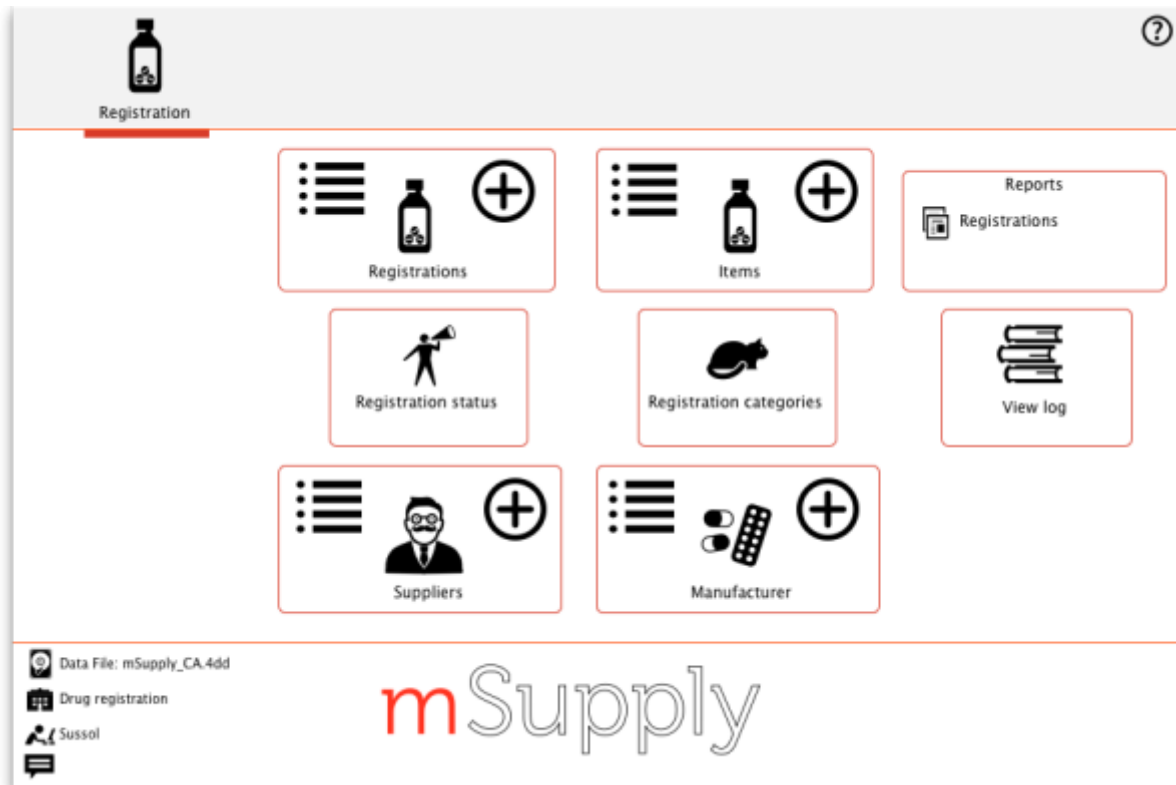 ?
Registration
Registrations
Items
Reports
Registrations
Registration status
Registration categories
View log
Suppliers
Manufacturer
Data File: mSupply_CA.4dd
Drug registration
Sussol
mSupply